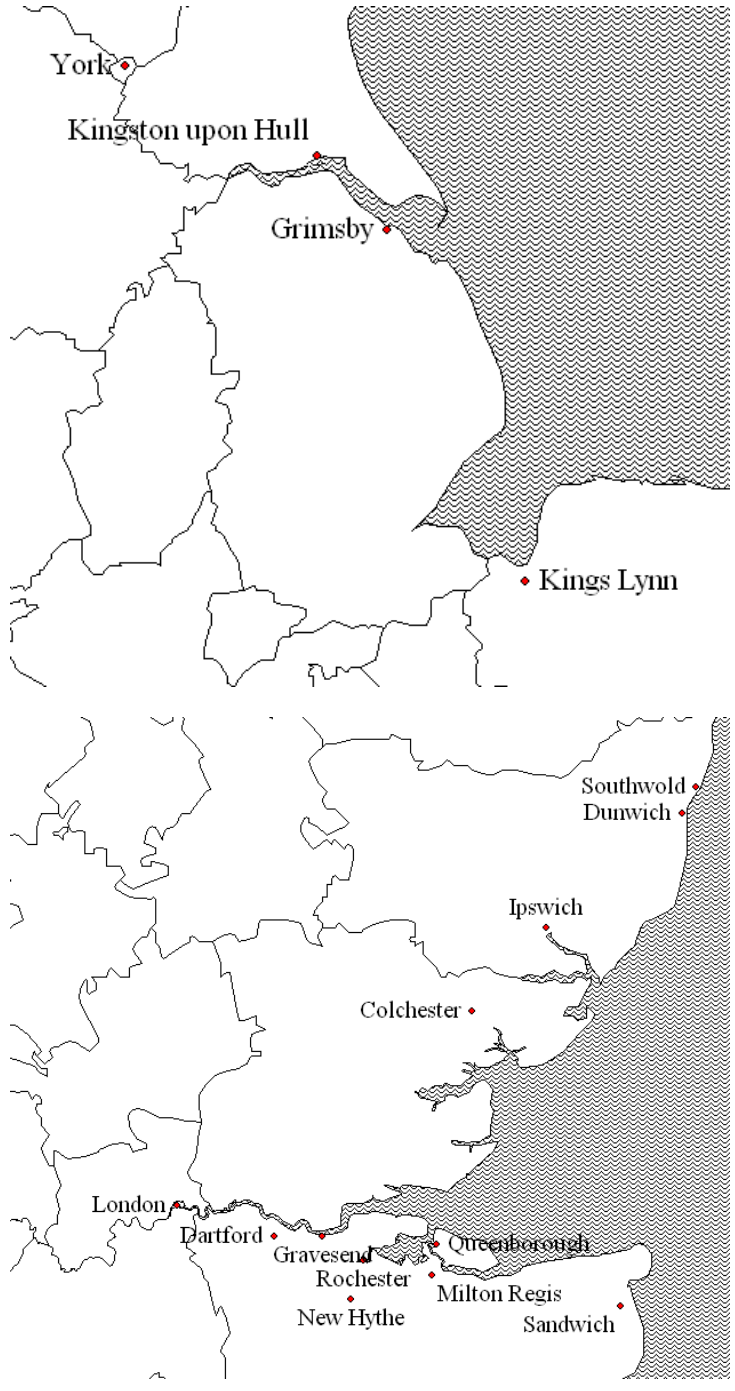 York
Kingston upon Hull
Grimsby
Kings Lynn
Southwold
Dunwich
Ipswich
Colchester
London
Dartford
Gravesend
Queenborough
Rochester
Milton Regis
New Hythe
Sandwich